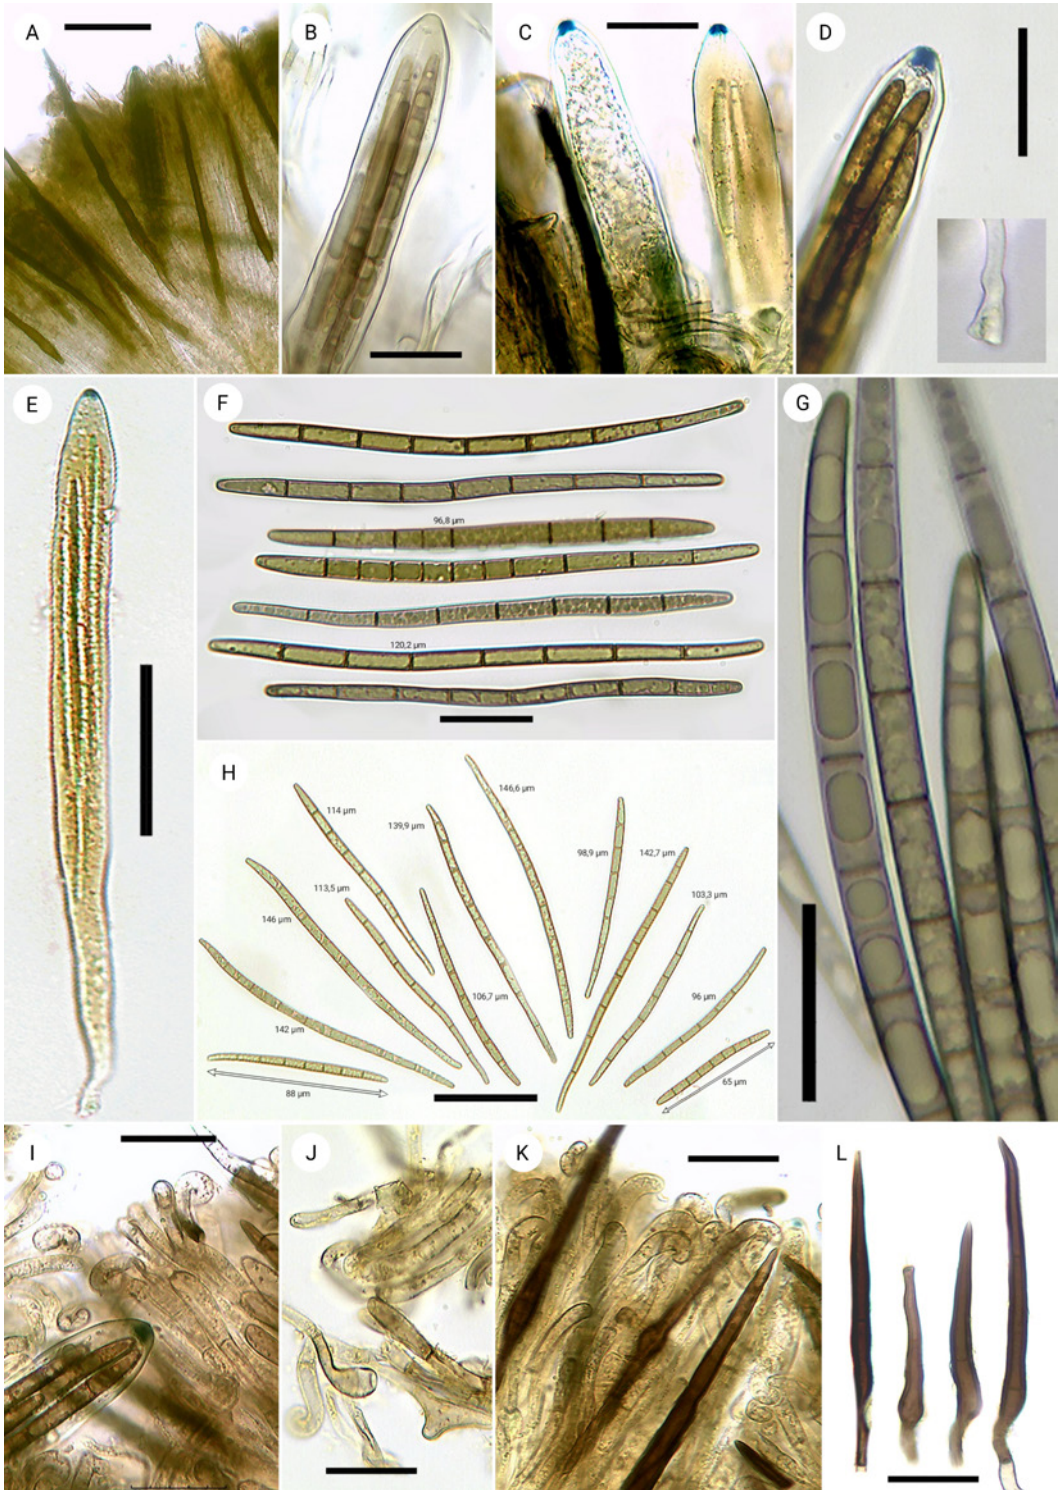 A
B
C
D
E
F
96,8 µm
120,2 µm
G
H
146,6 µm
114 µm
139,9 µm
98,9 µm
142,7 µm
113,5 µm
103,3 µm
146 µm
106,7 µm
96 µm
142 µm
88 µm
65 µm
I
J
K
L